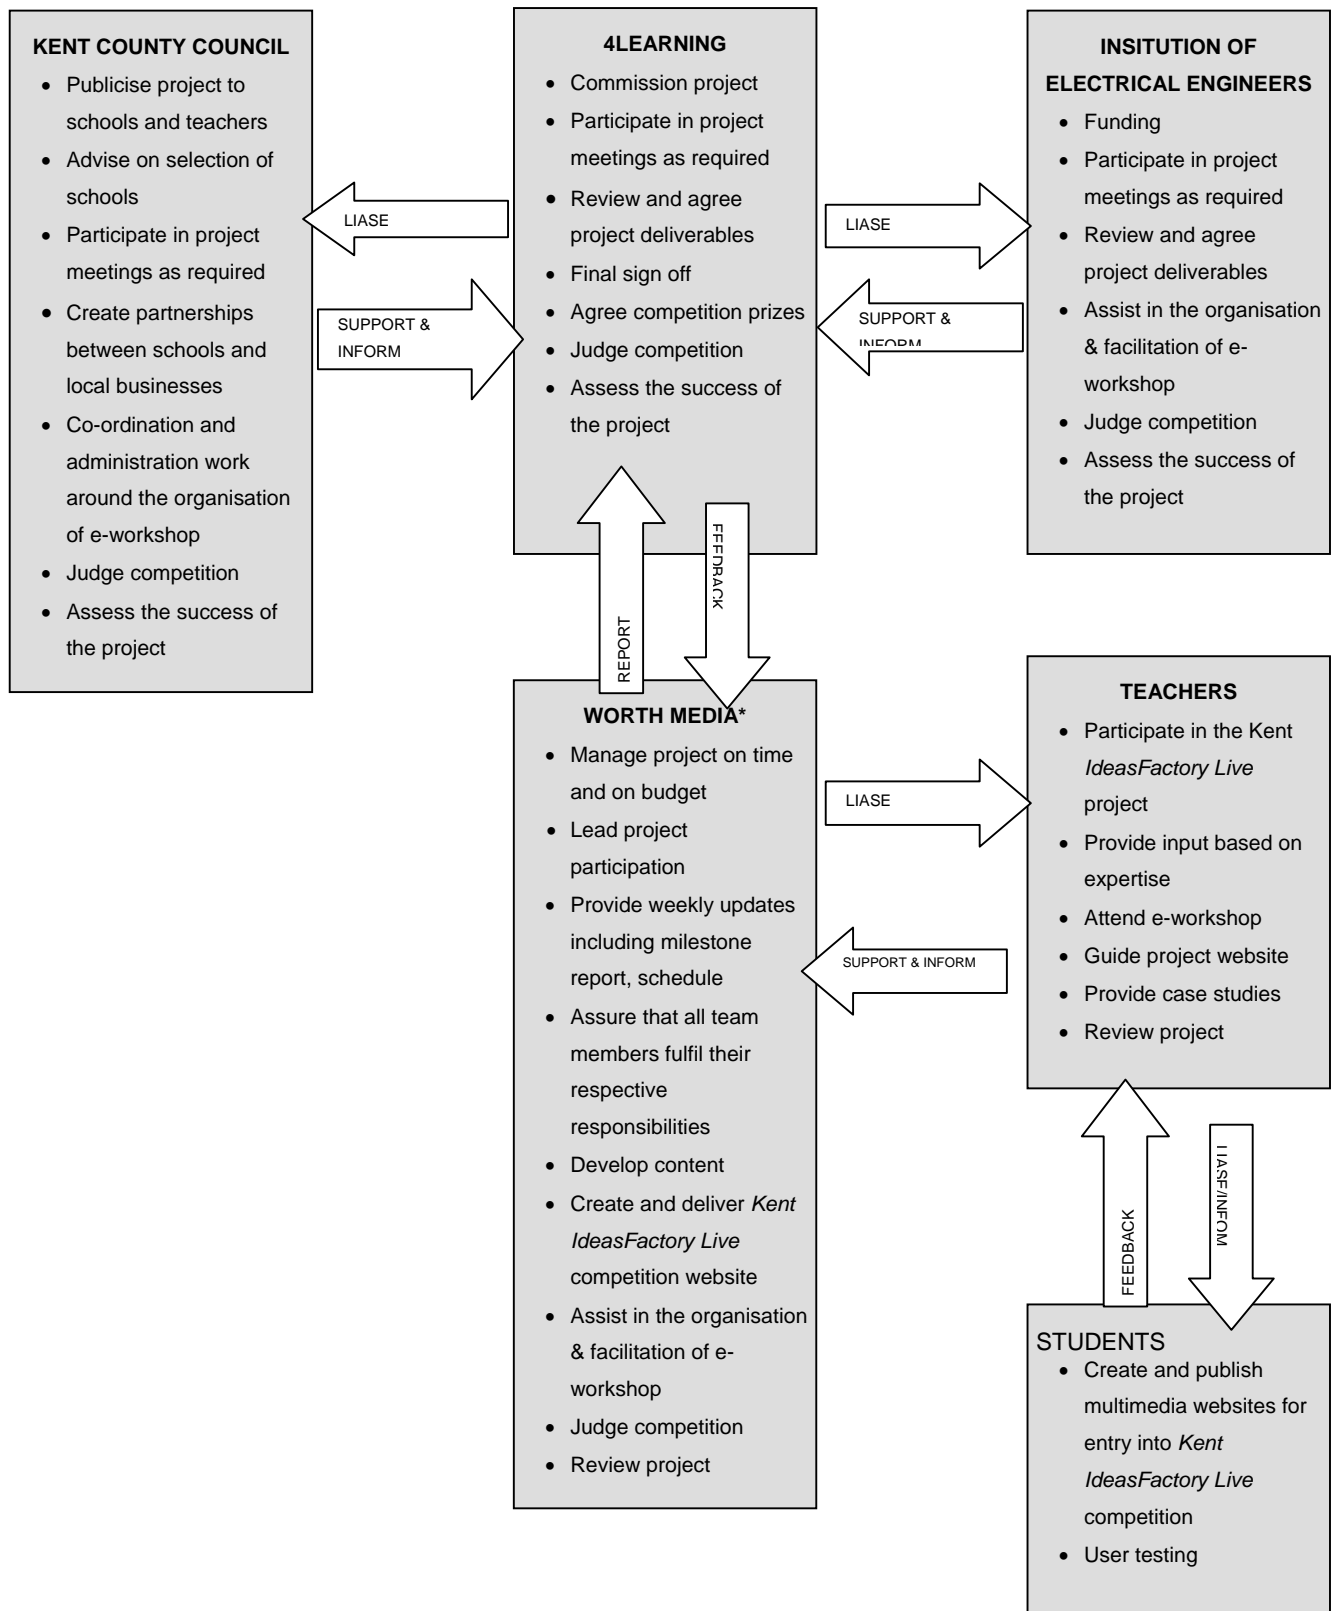 KENT COUNTY COUNCIL
• Publicise project to
schools and teachers
• Advise on selection of
schools
• Participate in project
meetings as required
• Create partnerships
between schools and
local businesses
• Co-ordination and
administration work
around the organisation
of e-workshop
• Judge competition
• Assess the success of
the project
LIASE
SUPPORT &
INFORM
4LEARNING
• Commission project
• Participate in project
meetings as required
• Review and agree
project deliverables
• Final sign off
• Agree competition prizes
• Judge competition
• Assess the success of
the project
LIASE
SUPPORT &
INFORM
INSITUTION OF
ELECTRICAL ENGINEERS
• Funding
• Participate in project
meetings as required
• Review and agree
project deliverables
• Assist in the organisation
& facilitation of e-
workshop
• Judge competition
• Assess the success of
the project
REPORT
FEEDBACK
WORTH MEDIA*
• Manage project on time
and on budget
• Lead project
participation
• Provide weekly updates
including milestone
report, schedule
• Assure that all team
members fulfil their
respective
responsibilities
• Develop content
• Create and deliver Kent
IdeasFactory Live
competition website
• Assist in the organisation
& facilitation of e-
workshop
• Judge competition
• Review project
LIASE
SUPPORT & INFORM
TEACHERS
• Participate in the Kent
IdeasFactory Live
project
• Provide input based on
expertise
• Attend e-workshop
• Guide project website
• Provide case studies
• Review project
FEEDBACK
LIASE/INFOM
STUDENTS
• Create and publish
multimedia websites for
entry into Kent
IdeasFactory Live
competition
• User testing